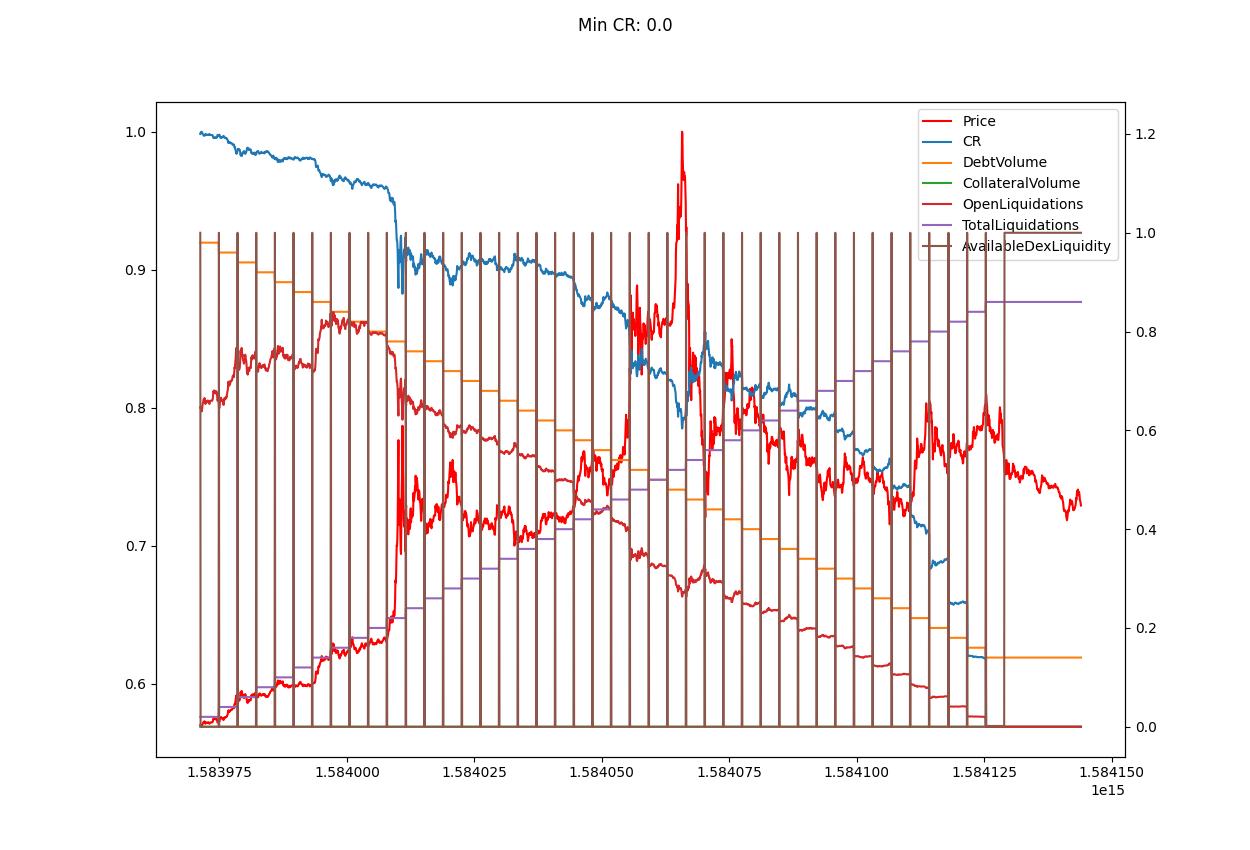 Min CR: 0.0
1.0
0.9
0.8
0.7
0.6
1.2
1.0
0.8
0.6
0.4
0.2
0.0
Price
CR
DebtVolume
CollateralVolume
OpenLiquidations
TotalLiquidations
AvailableDexLiquidity
1.583975 1.584000 1.584025 1.584050 1.584075 1.584100 1.584125 1.584150
1e15